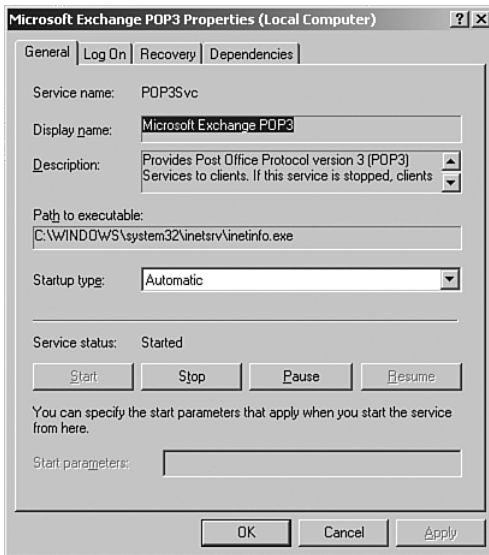 Microsoft Exchange POP3 Properties (Local Computer)
General Log On Recovery Dependencies
Service name: POP3Svc
Display name: Microsoft Exchange POP3
Description: Provides Post Office Protocol version 3 (POP3)
Services to clients. If this service is stopped, clients
Path to executable:
C:\WINDOWS\system32\inetsrv\inetinfo.exe
Startup type: Automatic
Service status: Started
Start Stop Pause Resume
You can specify the start parameters that apply when you start the service
from here.
Start parameters:
OK Cancel Apply